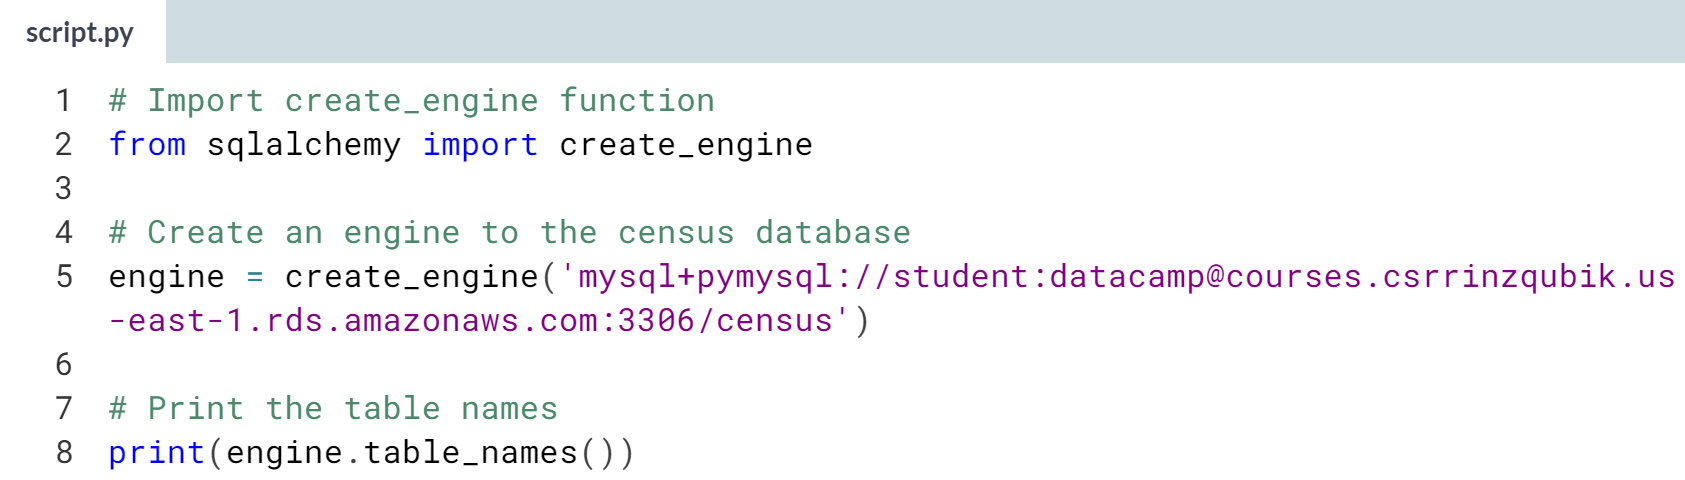 script.py
1 # Import create_engine function
2 from sqlalchemy import create_engine
3
4 # Create an engine to the census database
5 engine = create_engine('mysql+pymysql://student:datacamp@courses.csrrinzqubik.us
-east-1.rds.amazonaws.com:3306/census')
6
7 # Print the table names
8 print(engine.table_names())